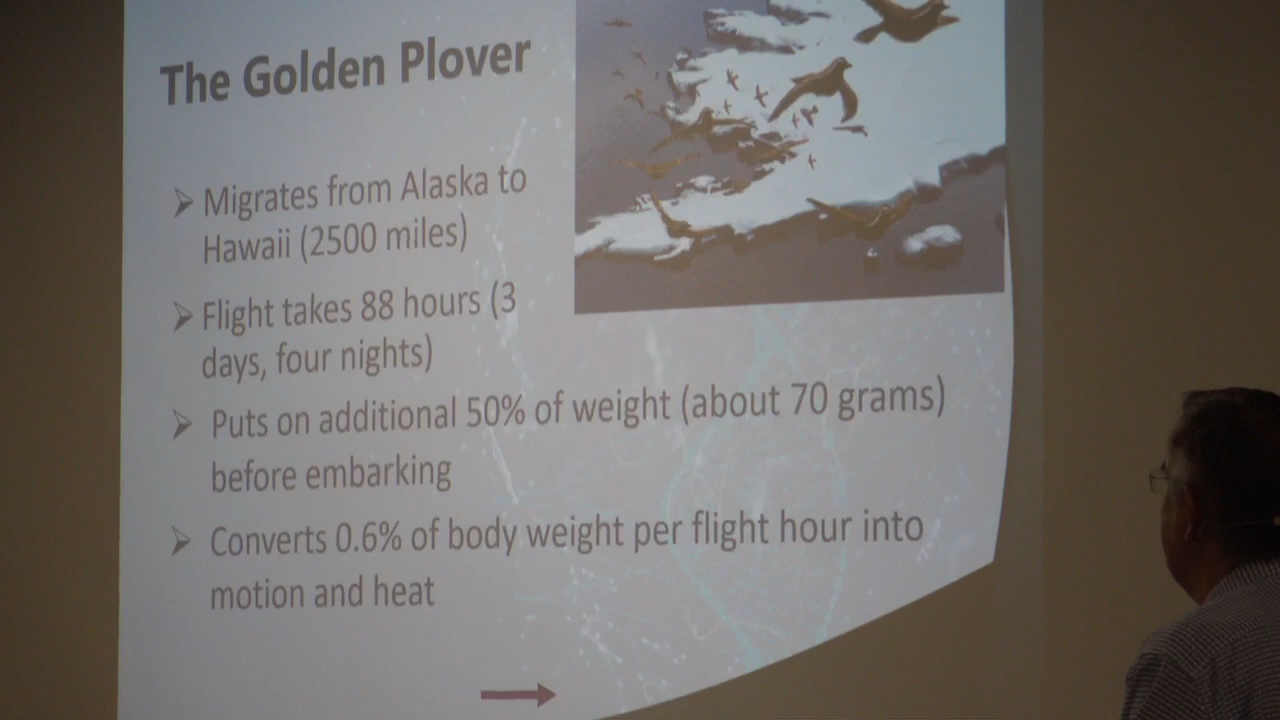 The Golden Plover
Migrates from Alaska to
Hawaii (2500 miles)
Flight takes 88 hours (3
days, four nights)
Puts on additional 50% of weight (about 70 grams)
before embarking
Converts 0.6% of body weight per flight hour into
motion and heat